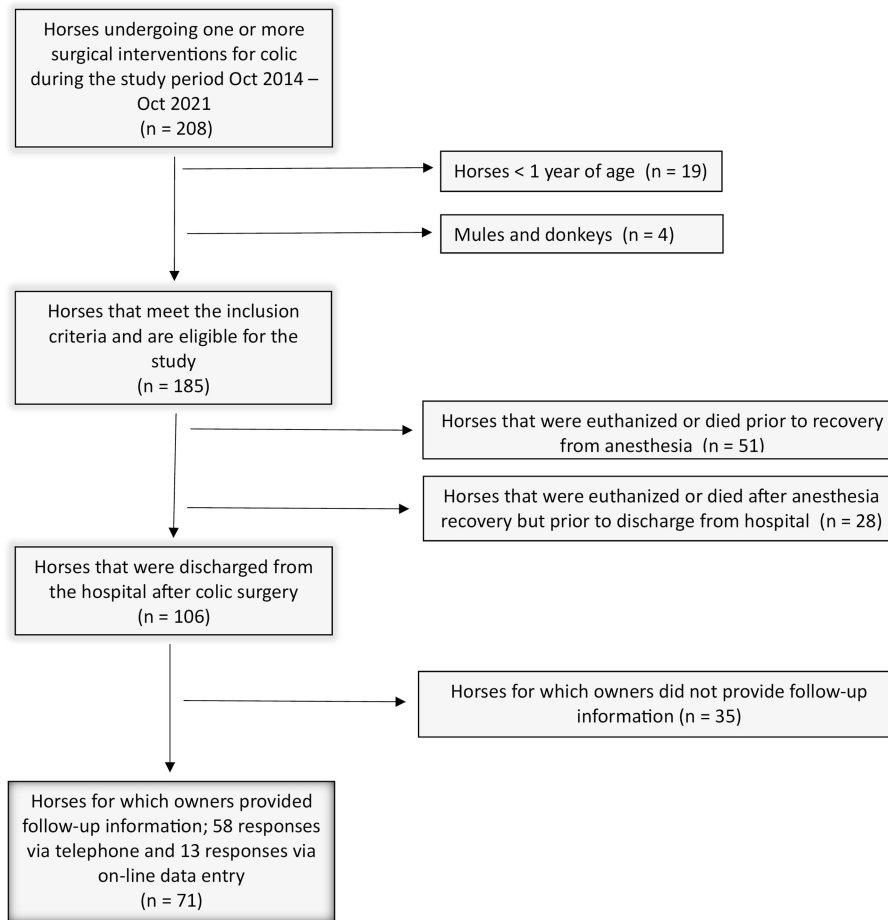 Horses undergoing one or more
surgical interventions for colic
during the study period Oct 2014 –
Oct 2021
(n = 208)
Horses < 1 year of age (n = 19)
Mules and donkeys (n = 4)
Horses that meet the inclusion
criteria and are eligible for the
study
(n = 185)
Horses that were euthanized or died prior to recovery
from anesthesia (n = 51)
Horses that were euthanized or died after anesthesia
recovery but prior to discharge from hospital (n = 28)
Horses that were discharged from
the hospital after colic surgery
(n = 106)
Horses for which owners did not provide follow-up
information (n = 35)
Horses for which owners provided
follow-up information; 58 responses
via telephone and 13 responses via
on-line data entry
(n = 71)